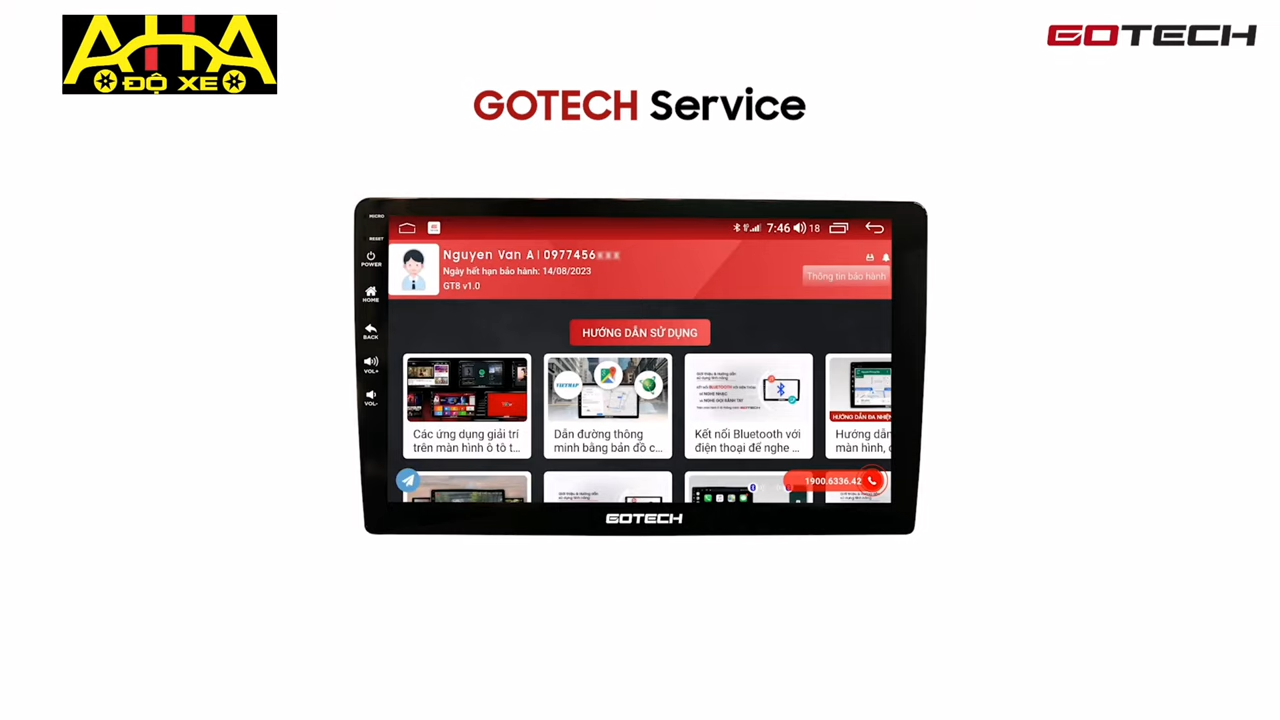 AHA
ĐỘ XE
GOTECH
GOTECH Service
MICRO
RESET
POWER
HOME
BACK
VOL+
VOL-
7:46
18
Nguyen Van A | 0977456
Ngày hết hạn bảo hành: 14/08/2023
GT8 v1.0
Thông tin bảo hành
HƯỚNG DẪN SỬ DỤNG
VIETMAP
HƯỚNG DẪN ĐA NHIỆM
Các ứng dụng giải trí
trên màn hình ô tô t...
Dẫn đường thông
minh bằng bản đồ c...
Kết nối Bluetooth với
điện thoại để nghe ...
Hướng dẫn
màn hình, c
1900.6336.42
GOTECH